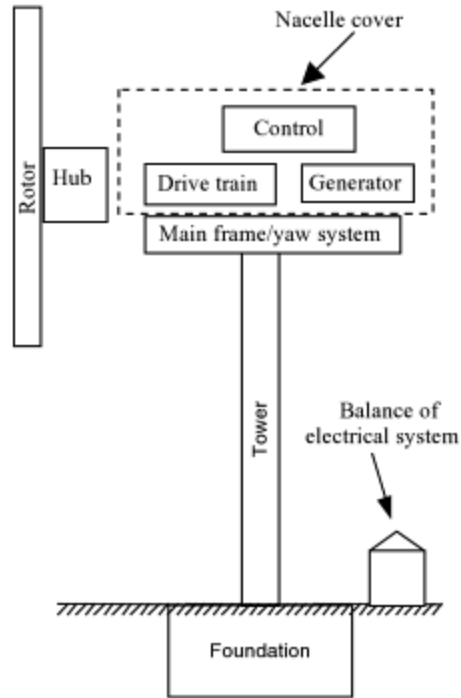 Nacelle cover
Control
Rotor
Hub
Drive train
Generator
Main frame/yaw system
Tower
Balance of
electrical system
Foundation